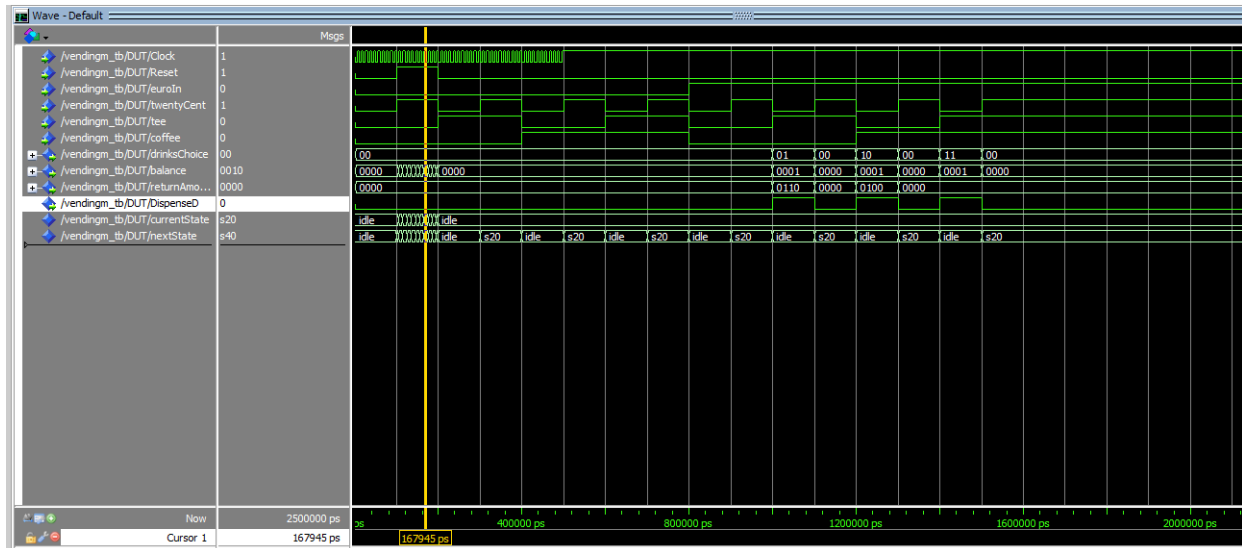 Wave - Default
Msgs
/vendingm_tb/DUT/Clock 1
/vendingm_tb/DUT/Reset 1
/vendingm_tb/DUT/euroIn 0
/vendingm_tb/DUT/twentyCent 1
/vendingm_tb/DUT/tee 0
/vendingm_tb/DUT/coffee 0
/vendingm_tb/DUT/drinksChoice 00 00 01 00 10 00 11 00
/vendingm_tb/DUT/balance 0010 0000 0000 0001 0000 0001 0000 0001 0000
/vendingm_tb/DUT/returnAmo... 0000 0000 0110 0000 0100 0000
/vendingm_tb/DUT/DispenseD 0
/vendingm_tb/DUT/currentState s20 idle idle
/vendingm_tb/DUT/nextState s40 idle idle s20 idle s20 idle s20 idle s20 idle s20 idle s20 idle s20
Now 2500000 ps ps 400000 ps 800000 ps 1200000 ps 1600000 ps 2000000 ps
Cursor 1 167945 ps 167945 ps